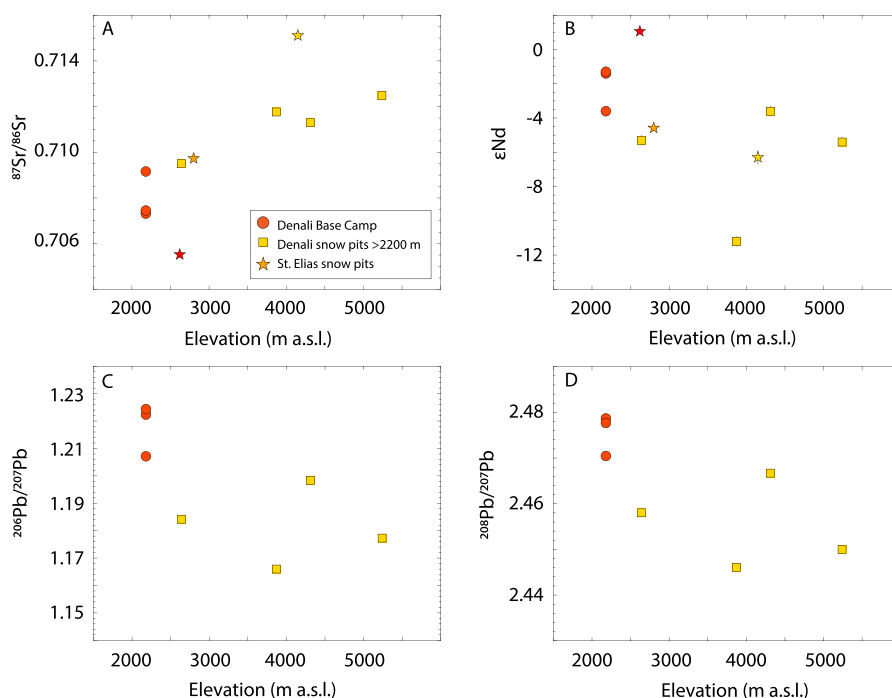 A
0.714
0.710
0.706
⁸⁷Sr/⁸⁶Sr
Denali Base Camp
Denali snow pits >2200 m
St. Elias snow pits
2000 3000 4000 5000
Elevation (m a.s.l.)
B
0
-4
-8
-12
εNd
2000 3000 4000 5000
Elevation (m a.s.l.)
C
1.23
1.21
1.19
1.17
1.15
²⁰⁶Pb/²⁰⁷Pb
2000 3000 4000 5000
Elevation (m a.s.l.)
D
2.48
2.46
2.44
²⁰⁸Pb/²⁰⁷Pb
2000 3000 4000 5000
Elevation (m a.s.l.)